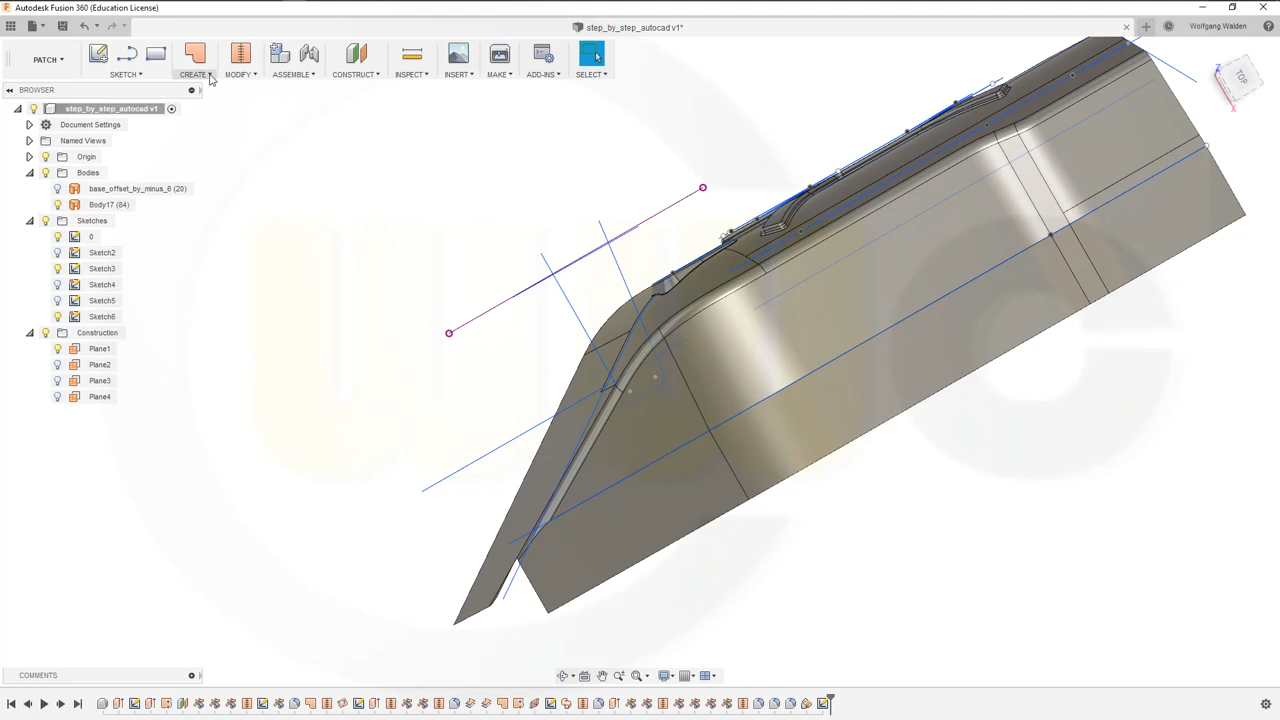 Autodesk Fusion 360 (Education License)
step_by_step_autocad v1*
Wolfgang Walden
PATCH
SKETCH
CREATE
MODIFY
ASSEMBLE
CONSTRUCT
INSPECT
INSERT
MAKE
ADD-INS
SELECT
BROWSER
step_by_step_autocad v1
Document Settings
Named Views
Origin
Bodies
base_offset_by_minus_6 (20)
Body17 (84)
Sketches
0
Sketch2
Sketch3
Sketch4
Sketch5
Sketch6
Construction
Plane1
Plane2
Plane3
Plane4
Z
TOP
X
COMMENTS